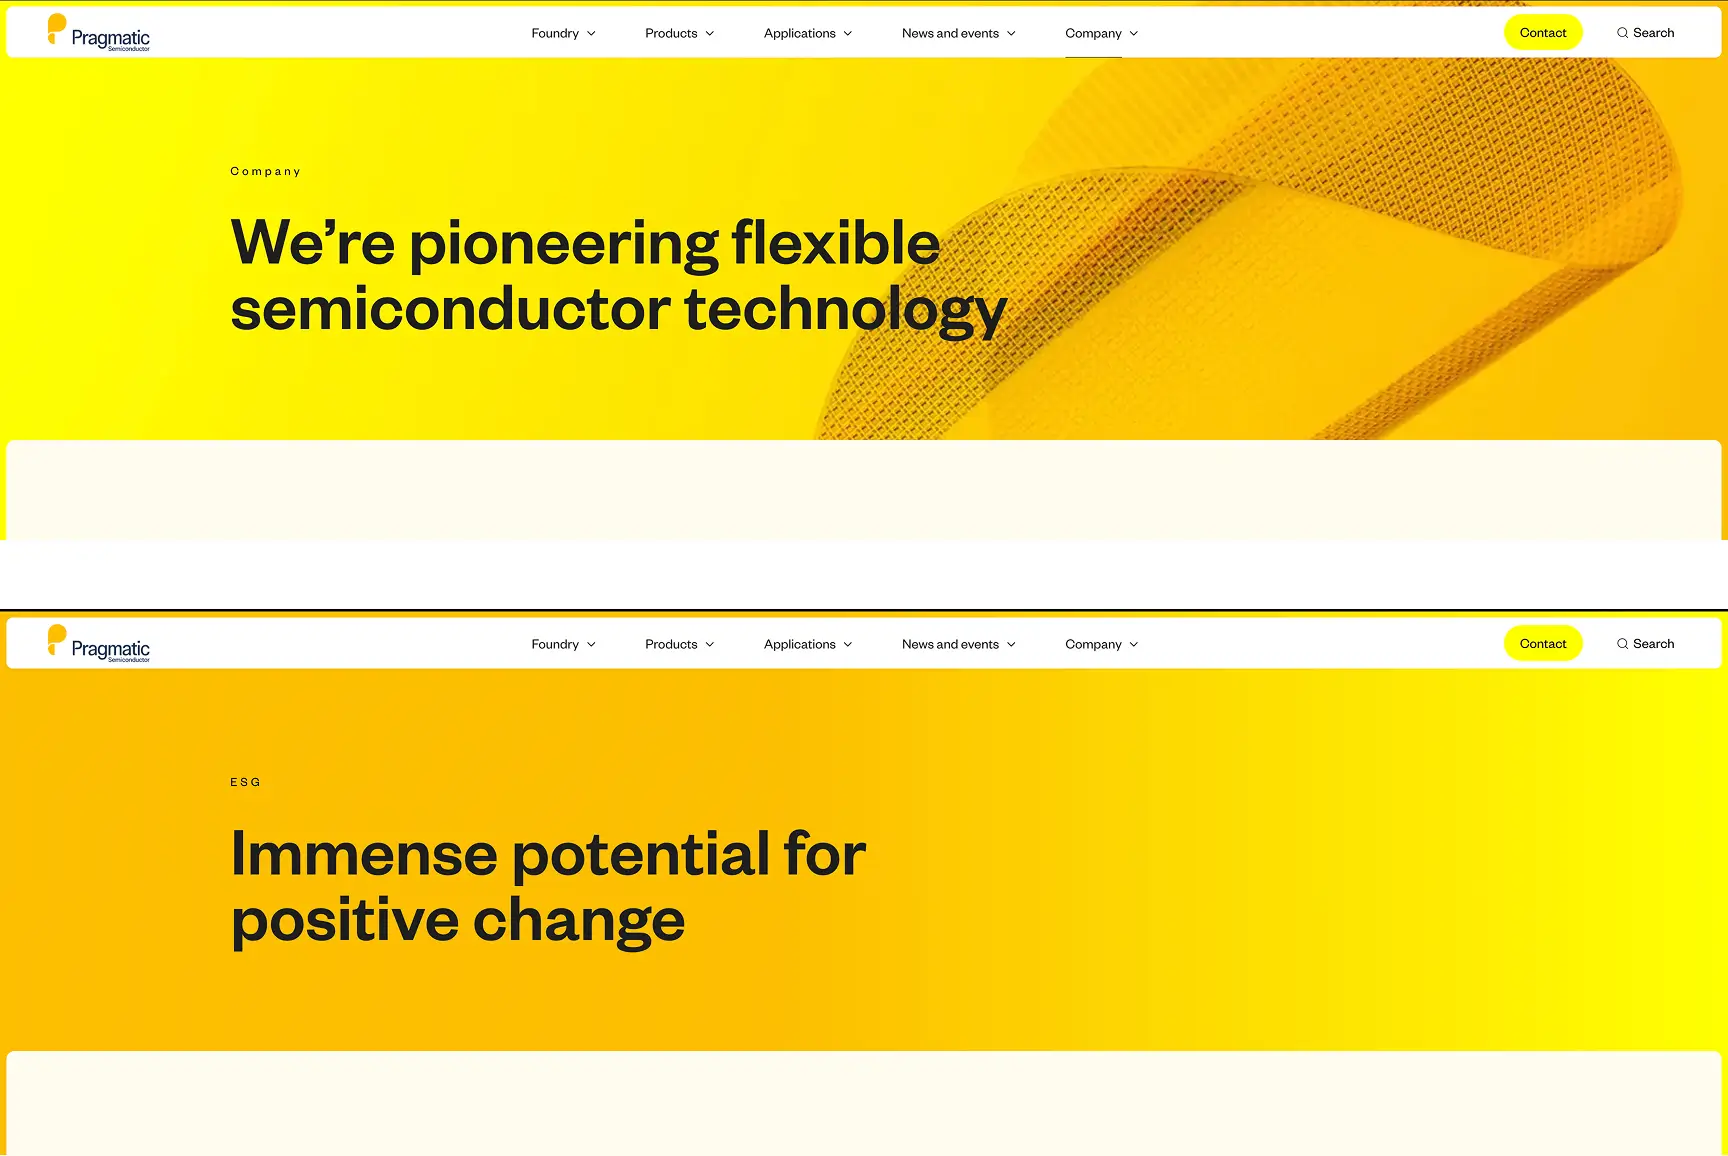 Pragmatic
Semiconductor
Foundry
Products
Applications
News and events
Company
Contact
Search
Company
We’re pioneering flexible
semiconductor technology
Pragmatic
Semiconductor
Foundry
Products
Applications
News and events
Company
Contact
Search
ESG
Immense potential for
positive change